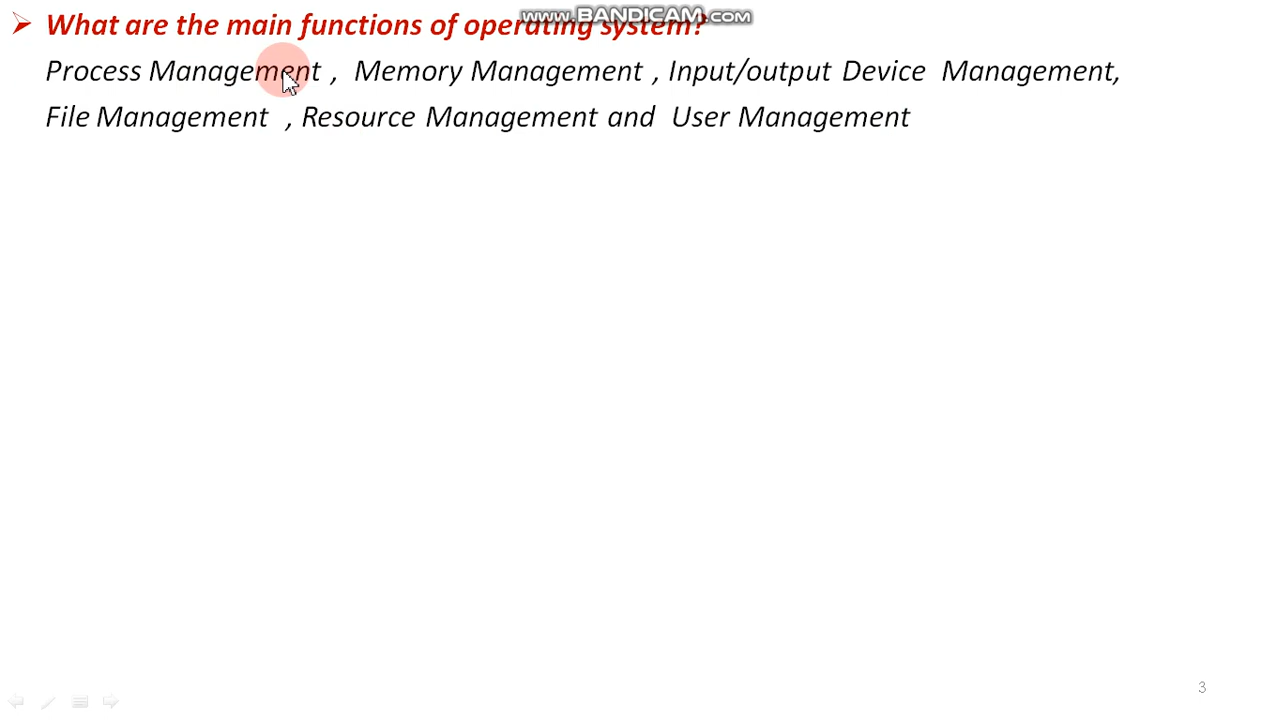 www.BANDICAM.com
➢ What are the main functions of operating system?
Process Management , Memory Management , Input/output Device Management,
File Management , Resource Management and User Management
3